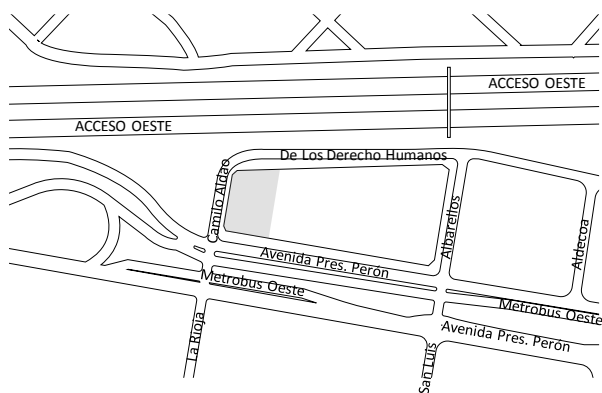 ACCESO OESTE
ACCESO OESTE
De Los Derecho Humanos
Camilo Aldao
Albarellos
Aldecoa
Avenida Pres. Perón
Metrobus Oeste
Metrobus Oeste
La Rioja
Avenida Pres. Perón
San Luis